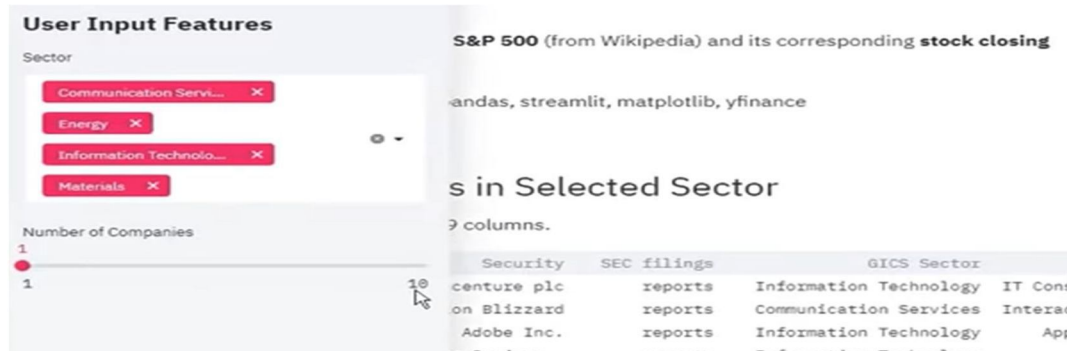 User Input Features
Sector
Communication Servi...
Energy
Information Technolo...
Materials
Number of Companies
1
1 10
S&P 500 (from Wikipedia) and its corresponding stock closing
andas, streamlit, matplotlib, yfinance
s in Selected Sector
9 columns.
Security SEC filings GICS Sector
centure plc reports Information Technology IT Cons
on Blizzard reports Communication Services Interac
Adobe Inc. reports Information Technology App